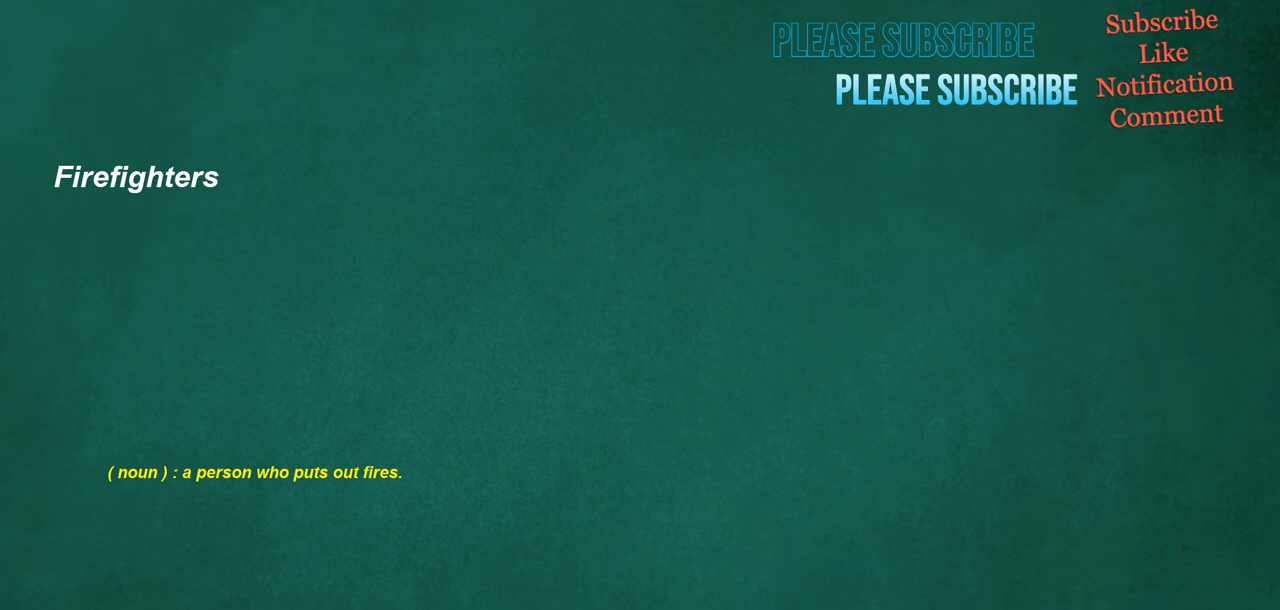 PLEASE SUBSCRIBE
PLEASE SUBSCRIBE
Subscribe
Like
Notification
Comment
Firefighters
( noun ) : a person who puts out fires.